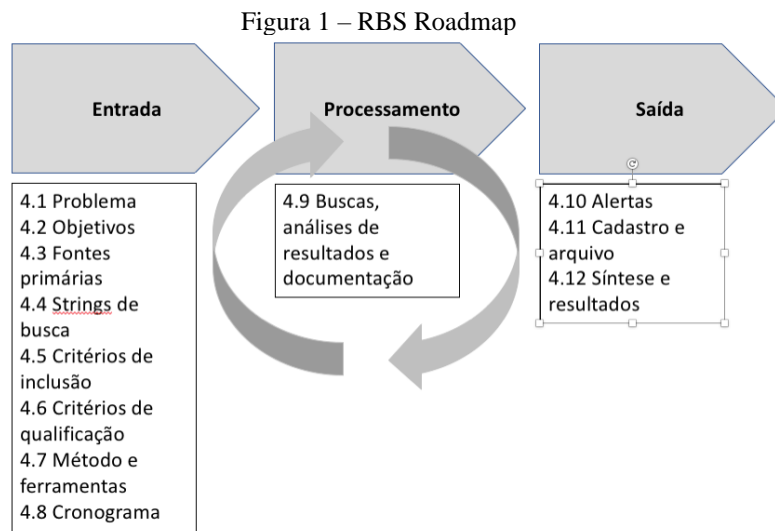 Figura 1 – RBS Roadmap
Entrada
Processamento
Saída
4.1 Problema
4.2 Objetivos
4.3 Fontes
primárias
4.4 Strings de
busca
4.5 Critérios de
inclusão
4.6 Critérios de
qualificação
4.7 Método e
ferramentas
4.8 Cronograma
4.9 Buscas,
análises de
resultados e
documentação
4.10 Alertas
4.11 Cadastro e
arquivo
4.12 Síntese e
resultados